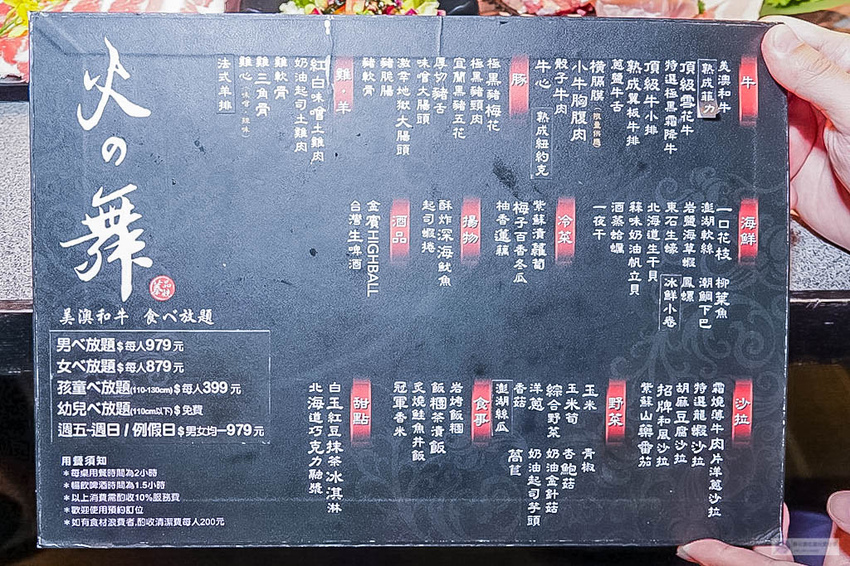 火の舞
蓁品
美澳和牛 食べ放題
男べ放題 $每人979元
女べ放題 $每人879元
孩童べ放題(110-130cm)$每人399元
幼兒べ放題(110cm以下)$免費
週五~週日/例假日$男女均一979元
用餐須知
*每桌用餐時間為2小時
*暢飲啤酒時間為1.5小時
*以上消費需酌收10%服務費
*歡迎使用預約訂位
*如有食材浪費者,酌收清潔費每人200元
牛
美澳和牛
熟成菲力
頂級雪花牛
特選極黑霜降牛
頂級牛小排
熟成翼板牛排
蔥鹽牛舌
橫膈膜(限量供應)
小牛胸腹肉
骰子牛肉
牛心
熟成紐約克
豚
極黑豬梅花
極黑豬頸肉
宜蘭黑豬五花
厚切豬舌
味噌大腸頭
激辛地獄大腸頭
豬脆腸
豬軟骨
雞・羊
紅白味噌土雞肉
奶油起司土雞肉
雞軟骨
雞三角骨
雞心(味噌・辣味)
法式羊排
海鮮
一口花枝
澎湖軟絲
岩鹽海草蝦
東石生蠔
北海道生干貝
蒜味奶油帆立貝
酒蒸蛤蠣
一夜干
柳葉魚
潮鯛下巴
鳳螺
冰鮮小卷
冷菜
紫蘇漬蘿蔔
梅子百香冬瓜
柚香蓮藕
揚物
酥炸深海魷魚
起司蝦捲
酒品
金賓HIGHBALL
台灣生啤酒
沙拉
霜燒薄牛肉片洋蔥沙拉
特選龍蝦沙拉
胡麻豆腐沙拉
招牌和風沙拉
紫蘇山藥番茄
野菜
玉米
玉米筍
綜合野菜
洋蔥
香菇
澎湖絲瓜
青椒
杏鮑菇
奶油金針菇
奶油起司芋頭
萵苣
食事
岩烤飯糰
飯糰茶漬飯
炙燒鮭魚丼飯
冠軍香米
甜點
白玉紅豆抹茶冰淇淋
北海道巧克力融漿